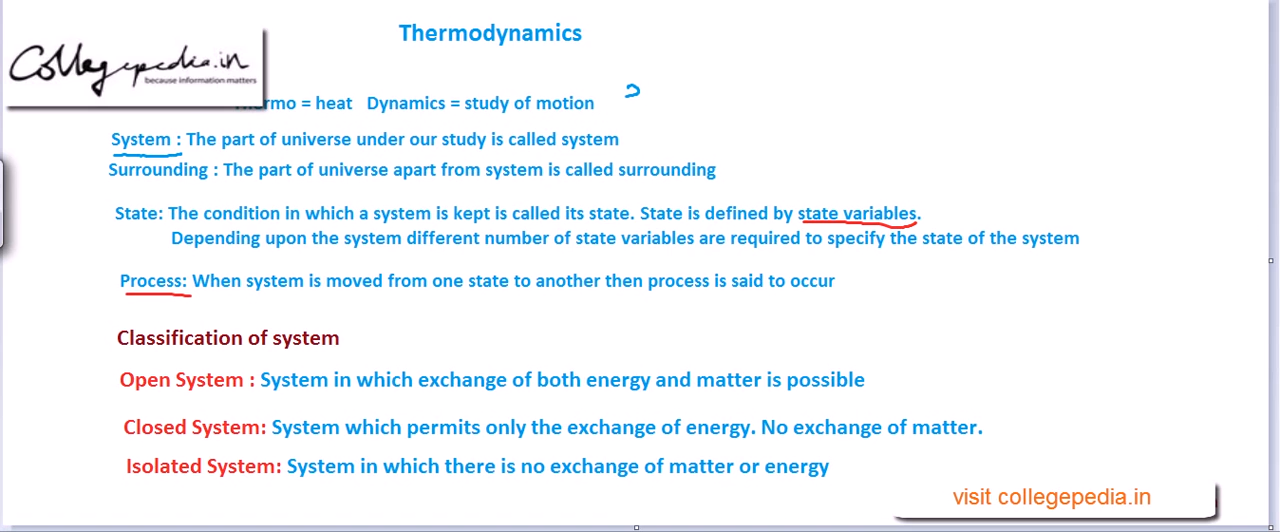 Thermodynamics
Collegepedia.in
because information matters
Thermo = heat   Dynamics = study of motion
System : The part of universe under our study is called system
Surrounding : The part of universe apart from system is called surrounding
State: The condition in which a system is kept is called its state. State is defined by state variables.
Depending upon the system different number of state variables are required to specify the state of the system
Process: When system is moved from one state to another then process is said to occur
Classification of system
Open System : System in which exchange of both energy and matter is possible
Closed System: System which permits only the exchange of energy. No exchange of matter.
Isolated System: System in which there is no exchange of matter or energy
visit collegepedia.in